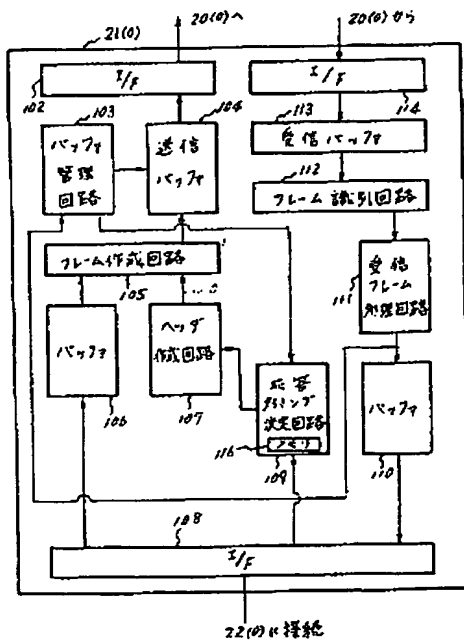 20(0)へ
20(0)から
21(0)
I/F
102
I/F
114
103
バッファ
管理
回路
104
送信
バッファ
113
受信バッファ
112
フレーム識引回路
フレーム作成回路
105
111
受信
フレーム
処理回路
バッファ
106
ヘッダ
作成回路
107
応答
タイミング
決定回路
116
メモリ
109
バッファ
110
108
I/F
22(0)に接続